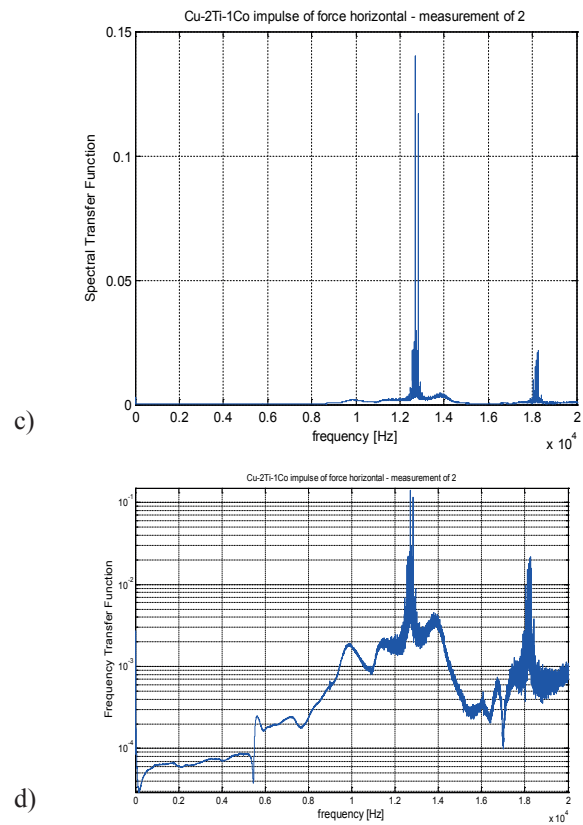 Cu-2Ti-1Co impulse of force horizontal - measurement of 2
0.15
0.1
0.05
0
Spectral Transfer Function
0 0.2 0.4 0.6 0.8 1 1.2 1.4 1.6 1.8 2
frequency [Hz]
x 10^4
c)
Cu-2Ti-1Co impulse of force horizontal - measurement of 2
10^-1
10^-2
10^-3
10^-4
Frequency Transfer Function
0 0.2 0.4 0.6 0.8 1 1.2 1.4 1.6 1.8 2
frequency [Hz]
x 10^4
d)